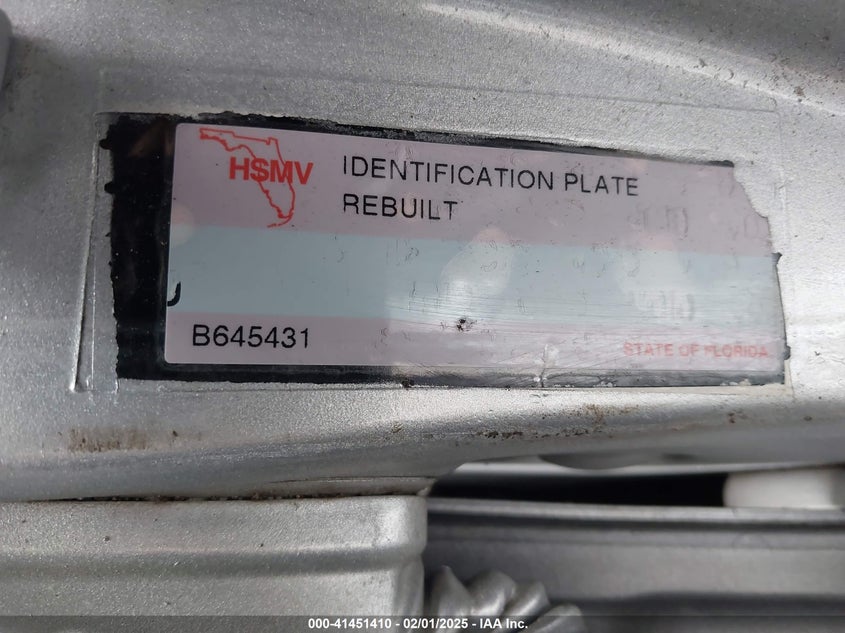 HSMV
IDENTIFICATION PLATE
REBUILT
B645431
STATE OF FLORIDA
000-41451410 - 02/01/2025 - IAA Inc.